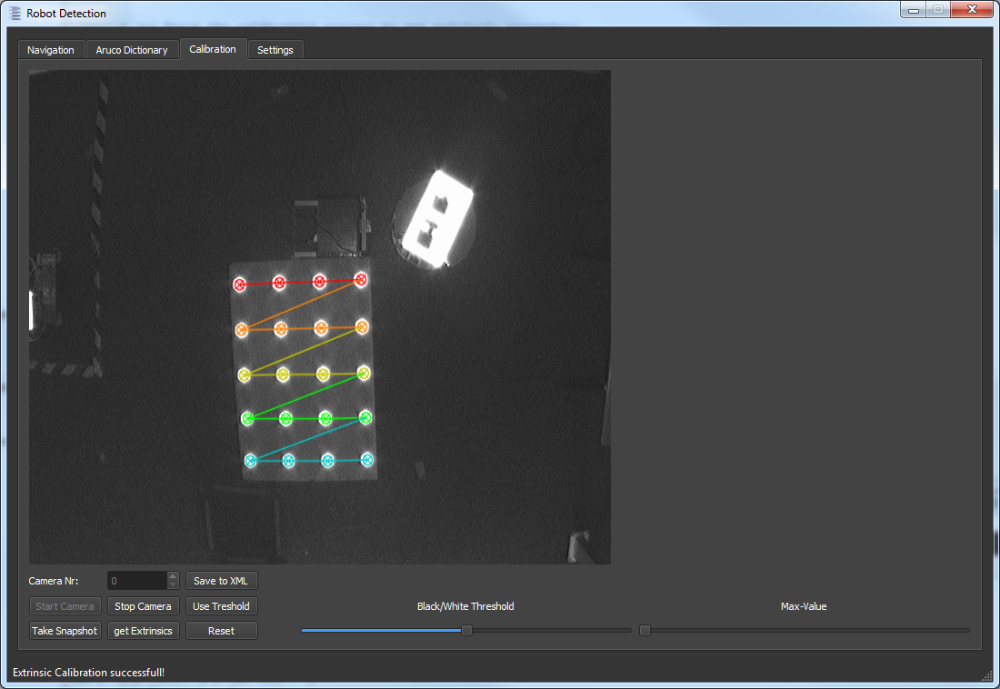 Robot Detection
Navigation Aruco Dictionary Calibration Settings
Camera Nr: 0 Save to XML
Start Camera Stop Camera Use Treshold Black/White Threshold Max-Value
Take Snapshot get Extrinsics Reset
Extrinsic Calibration successfull!